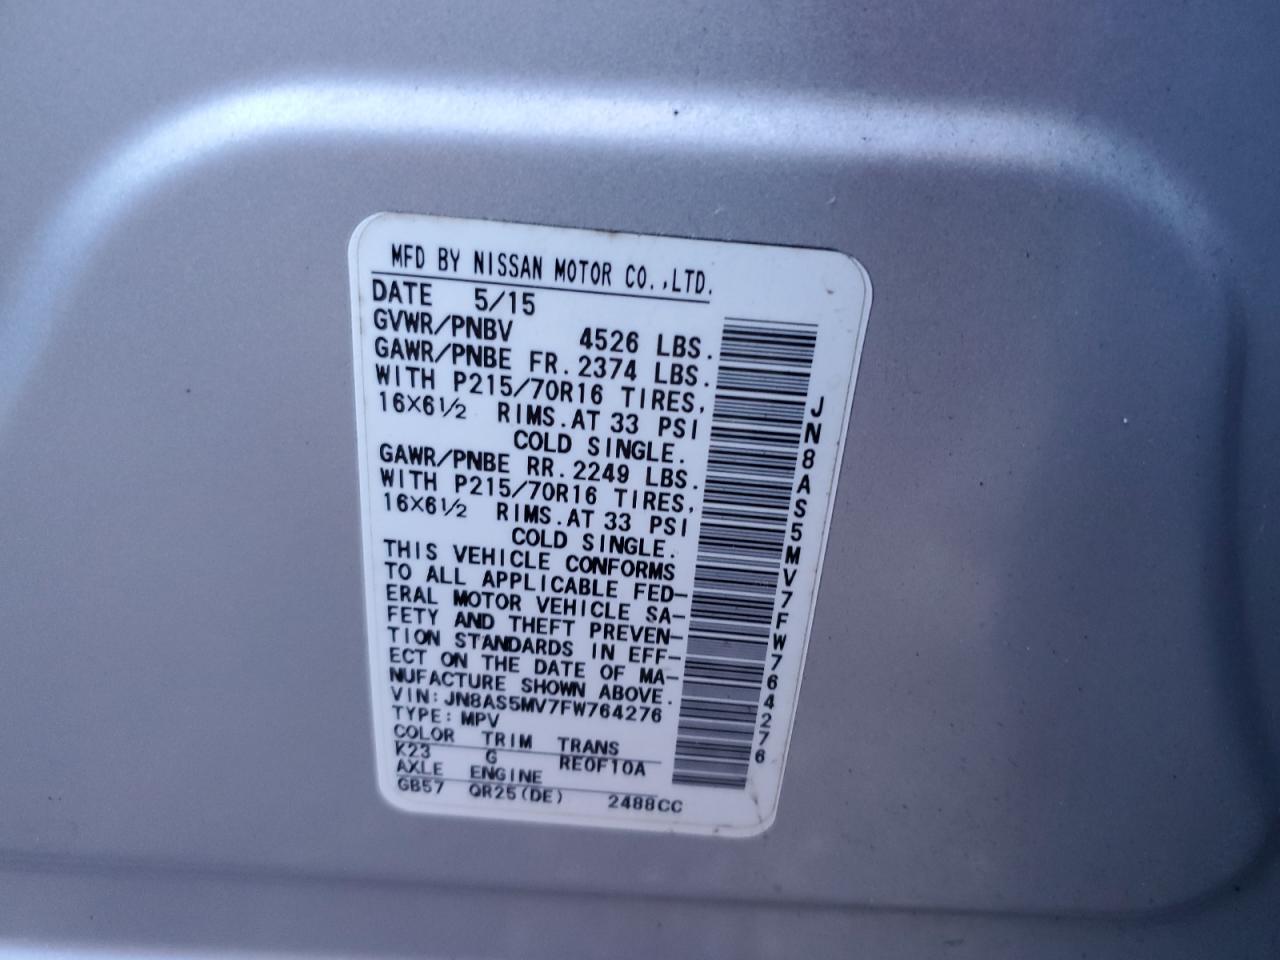 MFD BY NISSAN MOTOR CO.,LTD.
DATE 5/15
GVWR/PNBV 4526 LBS.
GAWR/PNBE FR. 2374 LBS.
WITH P215/70R16 TIRES,
16X6½ RIMS.AT 33 PSI
COLD SINGLE.
GAWR/PNBE RR. 2249 LBS.
WITH P215/70R16 TIRES,
16X6½ RIMS.AT 33 PSI
COLD SINGLE.
THIS VEHICLE CONFORMS
TO ALL APPLICABLE FED-
ERAL MOTOR VEHICLE SA-
FETY AND THEFT PREVEN-
TION STANDARDS IN EFF-
ECT ON THE DATE OF MA-
NUFACTURE SHOWN ABOVE.
VIN: JN8AS5MV7FW764276
TYPE: MPV
COLOR TRIM TRANS
K23 G RE0F10A
AXLE ENGINE
GB57 QR25(DE) 2488CC
JN8AS5MV7FW764276